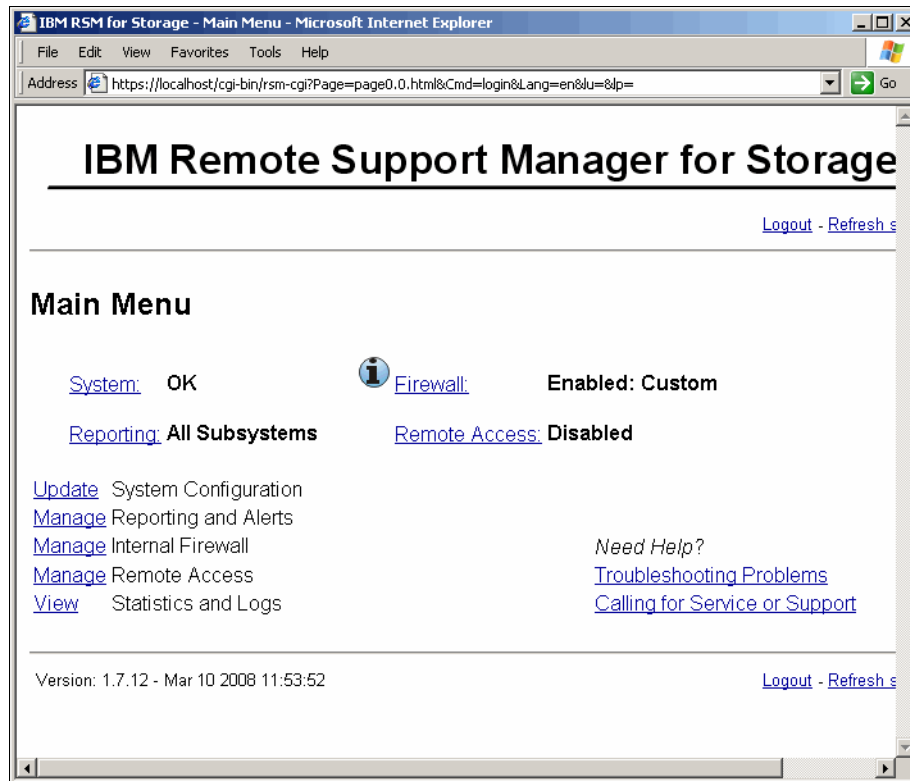 IBM RSM for Storage - Main Menu - Microsoft Internet Explorer
File Edit View Favorites Tools Help
Address https://localhost/cgi-bin/rsm-cgi?Page=page0.0.html&Cmd=login&Lang=en&lu=&lp= Go
IBM Remote Support Manager for Storage
Logout - Refresh s
Main Menu
System: OK Firewall: Enabled: Custom
Reporting: All Subsystems Remote Access: Disabled
Update System Configuration
Manage Reporting and Alerts
Manage Internal Firewall Need Help?
Manage Remote Access Troubleshooting Problems
View Statistics and Logs Calling for Service or Support
Version: 1.7.12 - Mar 10 2008 11:53:52 Logout - Refresh s